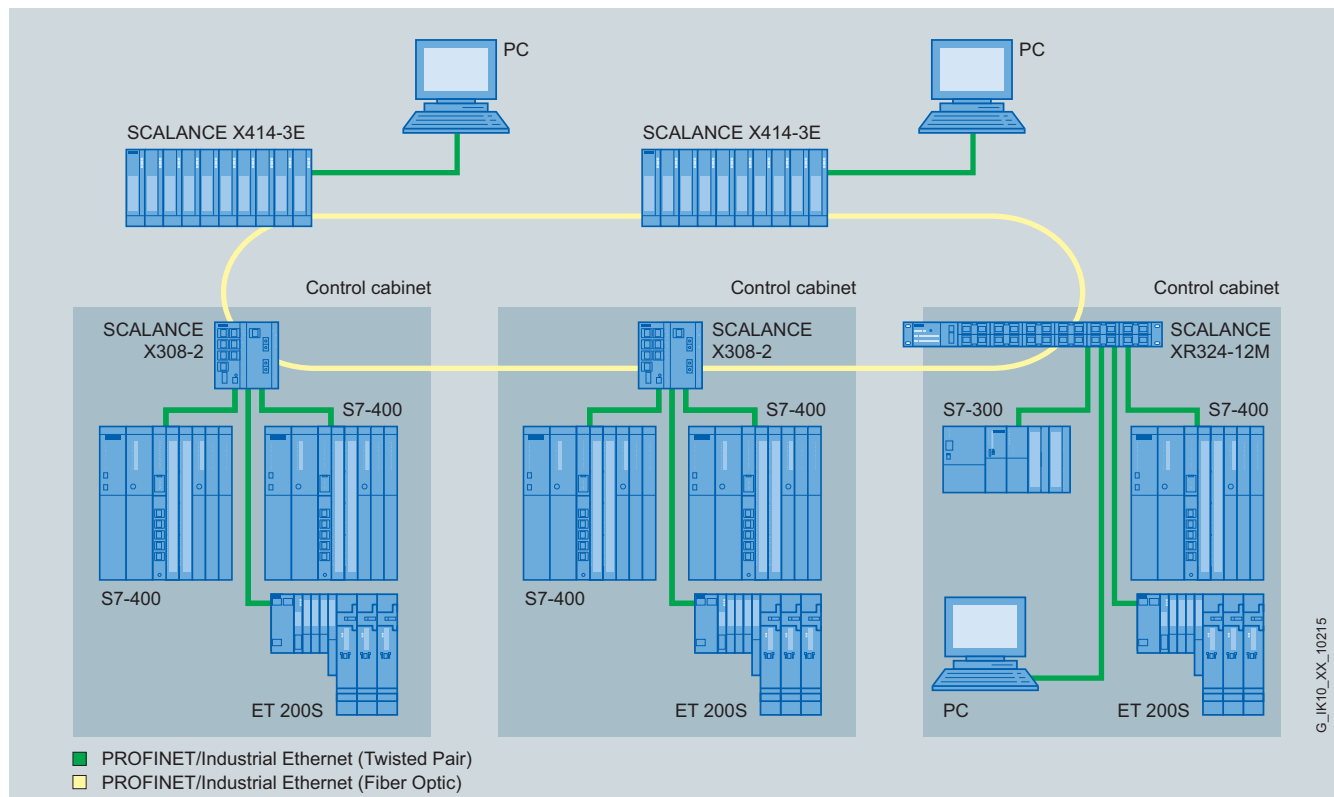 PC
PC
SCALANCE X414-3E
SCALANCE X414-3E
Control cabinet
Control cabinet
Control cabinet
SCALANCE
X308-2
SCALANCE
X308-2
SCALANCE
XR324-12M
S7-400
S7-400
S7-300
S7-400
S7-400
S7-400
ET 200S
ET 200S
PC
ET 200S
G_IK10_XX_10215
PROFINET/Industrial Ethernet (Twisted Pair)
PROFINET/Industrial Ethernet (Fiber Optic)